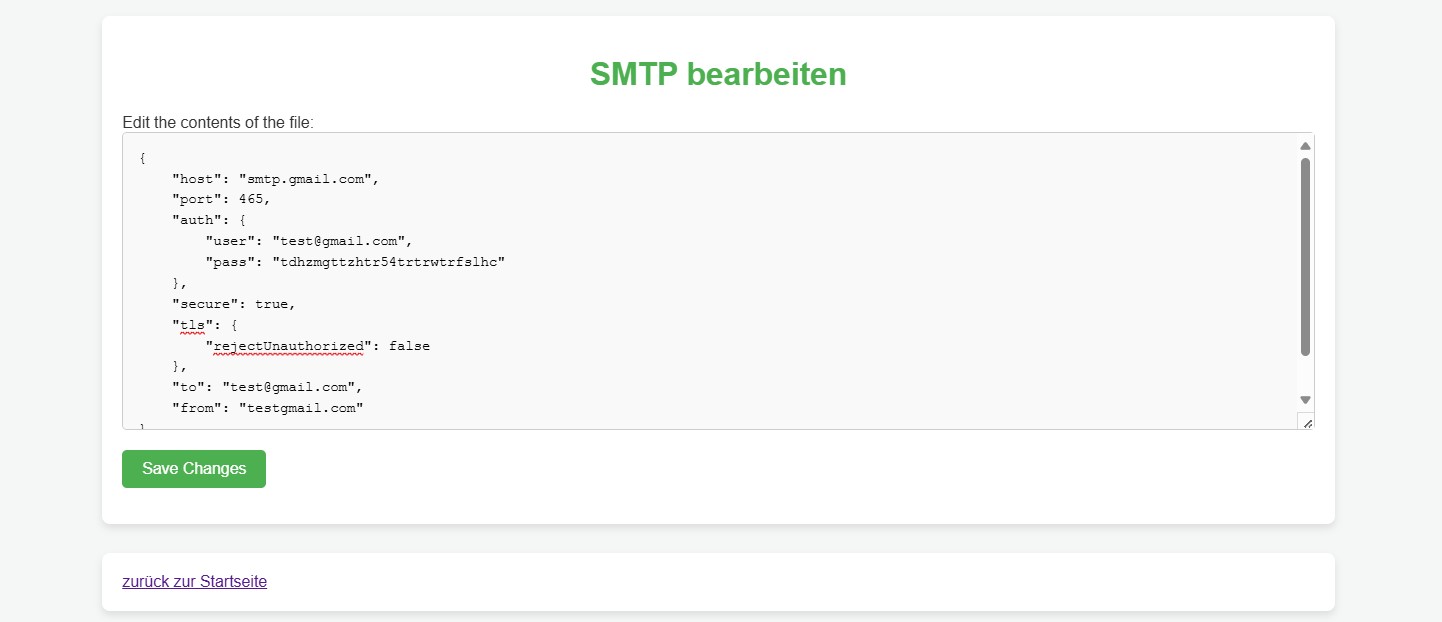 SMTP bearbeiten
Edit the contents of the file:
{
    "host": "smtp.gmail.com",
    "port": 465,
    "auth": {
        "user": "test@gmail.com",
        "pass": "tdhzmgttzhtr54trtrwtrfslhc"
    },
    "secure": true,
    "tls": {
        "rejectUnauthorized": false
    },
    "to": "test@gmail.com",
    "from": "testgmail.com"
}
Save Changes
zurück zur Startseite